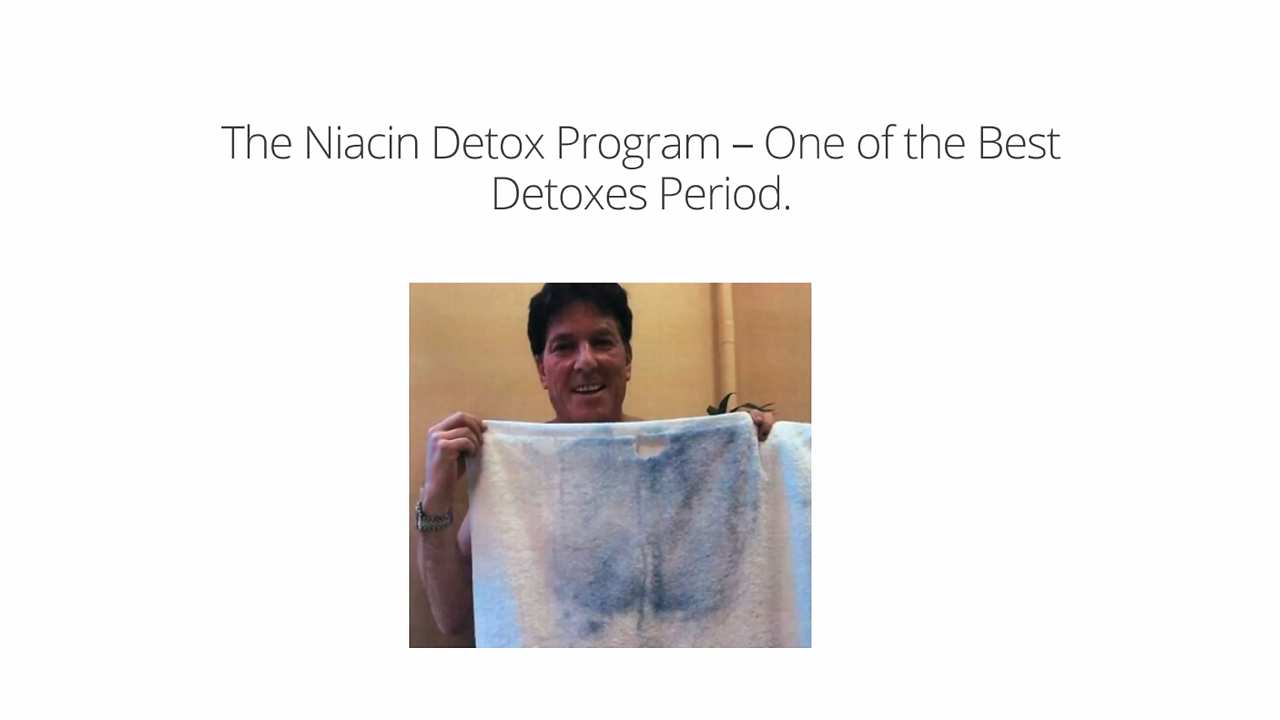 The Niacin Detox Program – One of the Best
Detoxes Period.